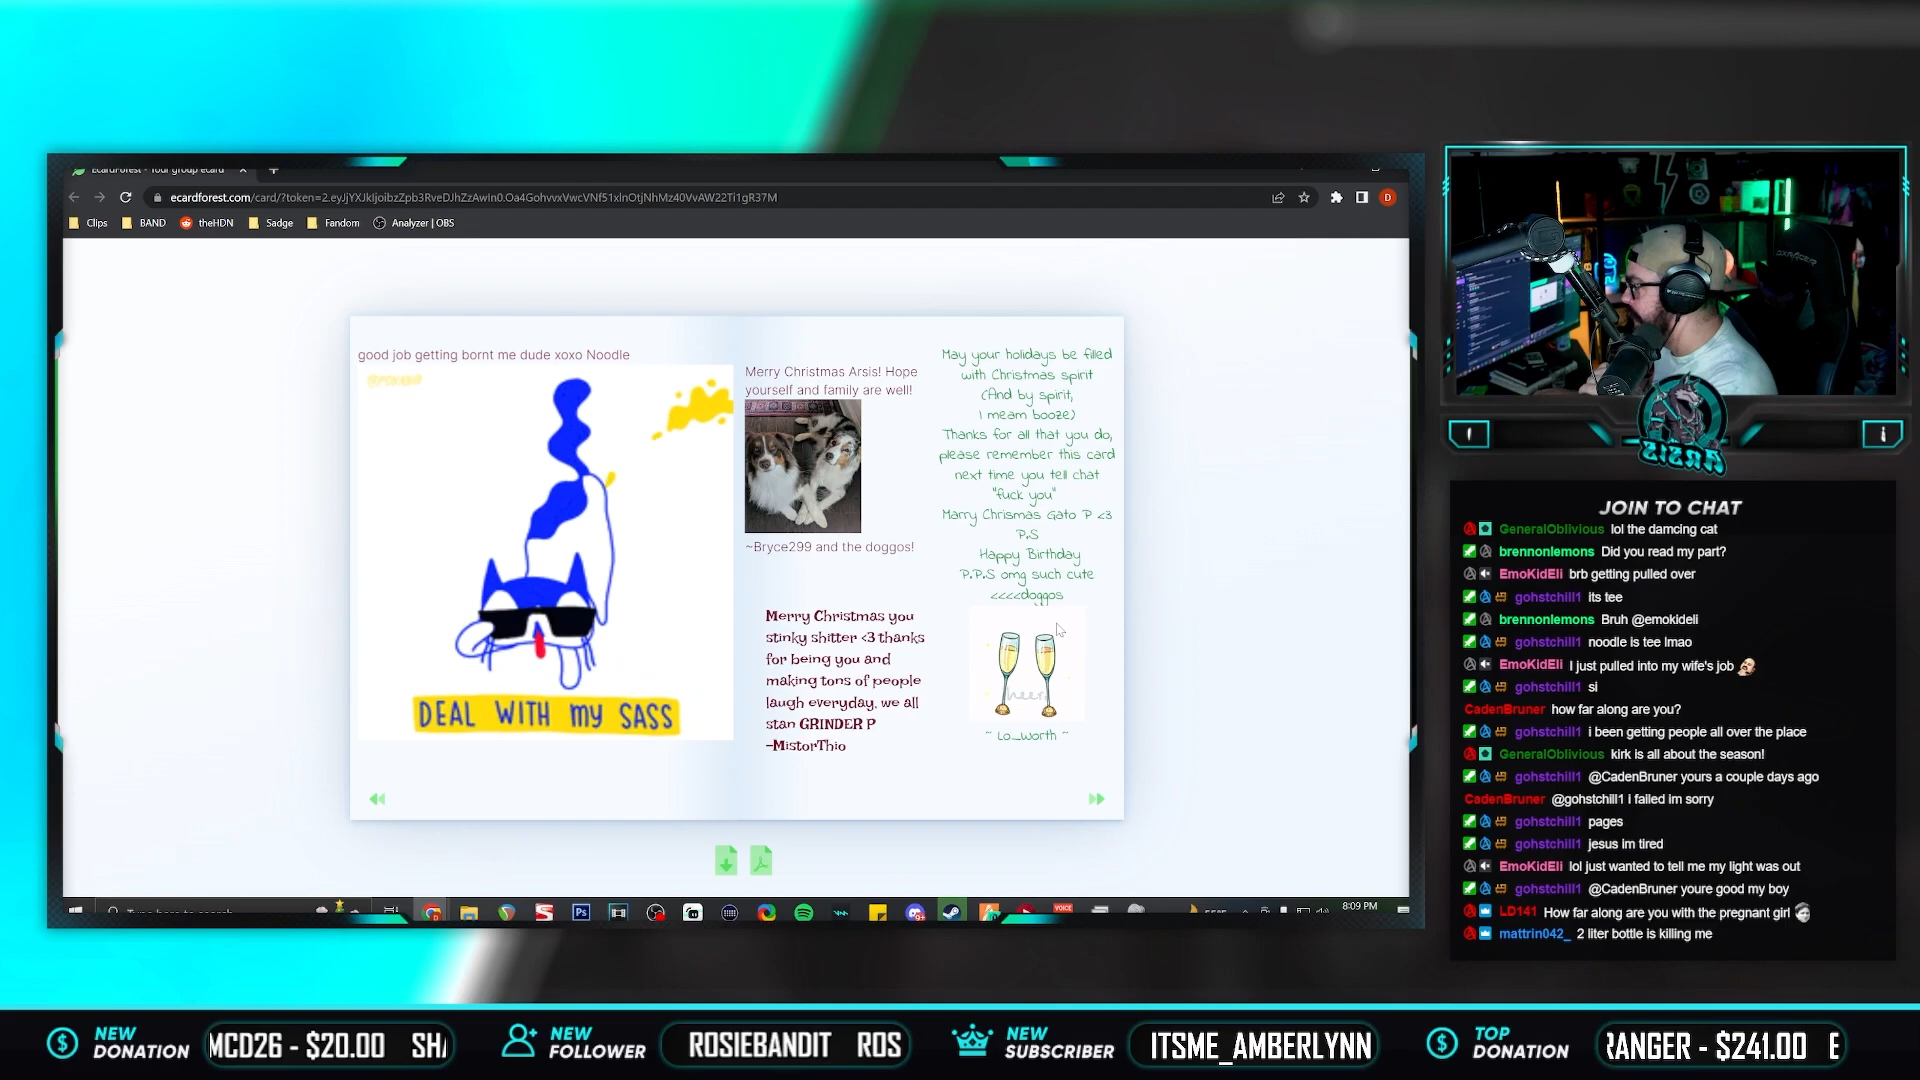 EcardForest - Your group ecard
ecardforest.com/card/?token=2.eyJjYXJkIjoibzZpb3RveDJhZzAwIn0.Oa4GohvvxVwcVNf51xlnOtjNhMz40VvAW22Ti1gR37M
D
Clips
BAND
theHDN
Sadge
Fandom
Analyzer | OBS
good job getting bornt me dude xoxo Noodle
DEAL WITH my SASS
Merry Christmas Arsis! Hope
yourself and family are well!
~Bryce299 and the doggos!
Merry Christmas you
stinky shitter <3 thanks
for being you and
making tons of people
laugh everyday, we all
stan GRINDER P
-MistorThio
May your holidays be filled
with Christmas spirit
(And by spirit,
I meam booze)
Thanks for all that you do,
please remember this card
next time you tell chat
"fuck you"
Marry Chrismas Gato P <3
P.S
Happy Birthday
P.P.S omg such cute
<<<<doggos
~ Lo_Worth ~
Ps
VOICE
8:09 PM
ARSIS
JOIN TO CHAT
GeneralOblivious lol the damcing cat
brennonlemons Did you read my part?
EmoKidEli brb getting pulled over
gohstchill1 its tee
brennonlemons Bruh @emokideli
gohstchill1 noodle is tee lmao
EmoKidEli I just pulled into my wife's job
gohstchill1 si
CadenBruner how far along are you?
gohstchill1 i been getting people all over the place
GeneralOblivious kirk is all about the season!
gohstchill1 @CadenBruner yours a couple days ago
CadenBruner @gohstchill1 i failed im sorry
gohstchill1 pages
gohstchill1 jesus im tired
EmoKidEli lol just wanted to tell me my light was out
gohstchill1 @CadenBruner youre good my boy
LD141 How far along are you with the pregnant girl
mattrin042_ 2 liter bottle is killing me
NEW DONATION
MCD26 - $20.00 SHA
NEW FOLLOWER
ROSIEBANDIT ROS
NEW SUBSCRIBER
ITSME_AMBERLYNN
TOP DONATION
RANGER - $241.00 E